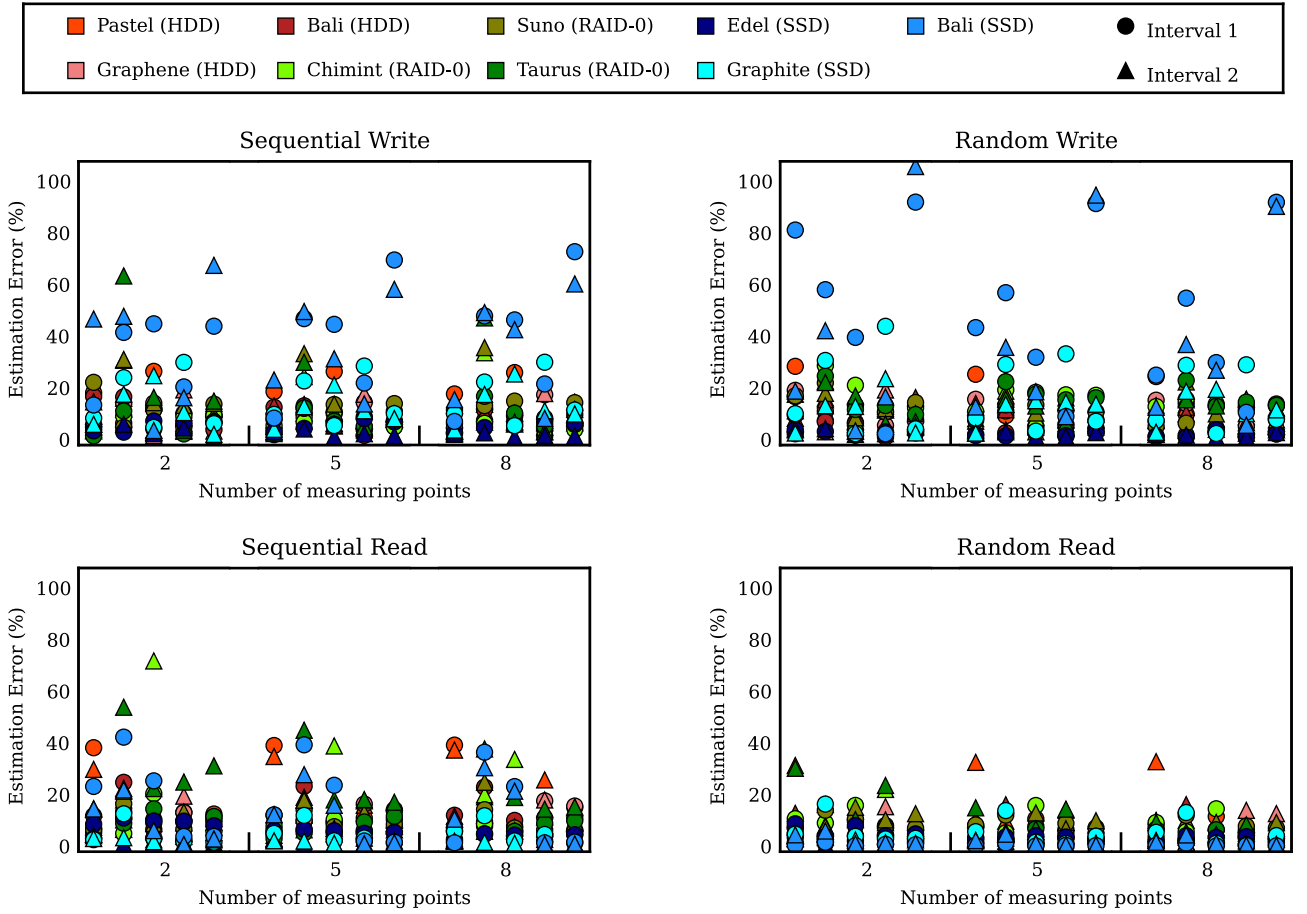 Pastel (HDD) Bali (HDD) Suno (RAID-0) Edel (SSD) Bali (SSD) Interval 1
Graphene (HDD) Chimint (RAID-0) Taurus (RAID-0) Graphite (SSD) Interval 2
Sequential Write
Estimation Error (%)
100
80
60
40
20
0
2 5 8
Number of measuring points
Random Write
Estimation Error (%)
100
80
60
40
20
0
2 5 8
Number of measuring points
Sequential Read
Estimation Error (%)
100
80
60
40
20
0
2 5 8
Number of measuring points
Random Read
Estimation Error (%)
100
80
60
40
20
0
2 5 8
Number of measuring points